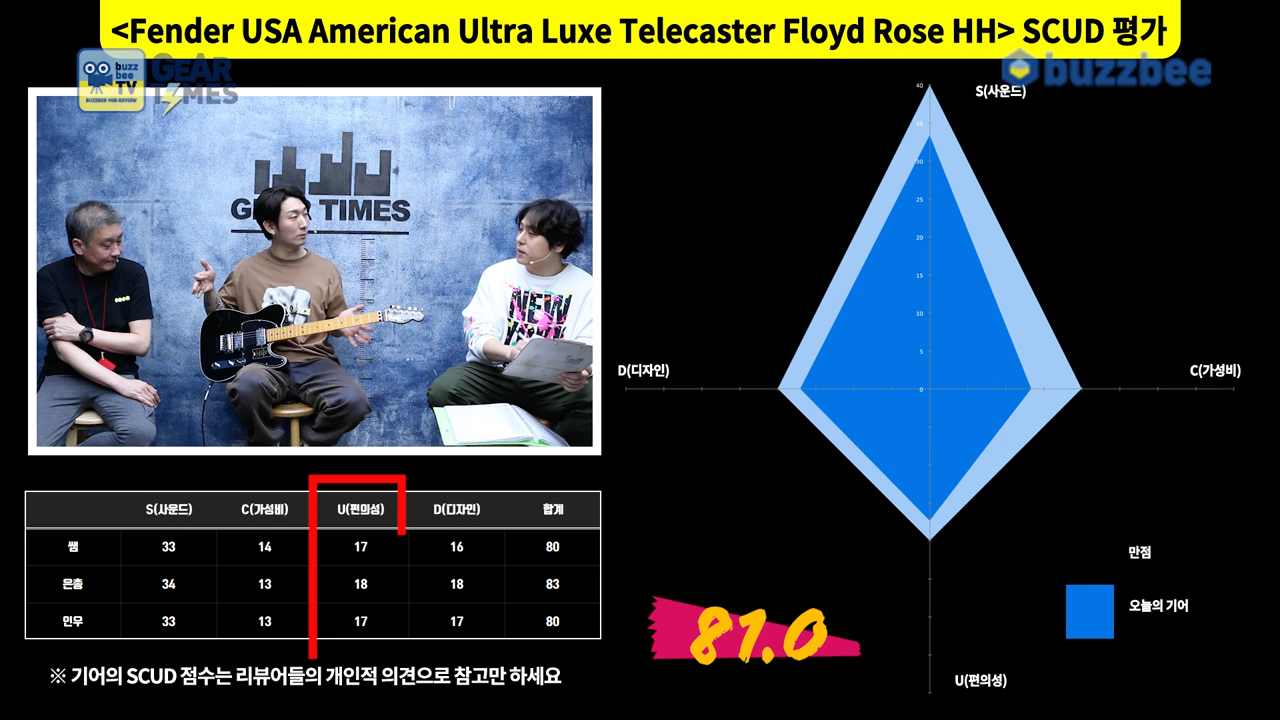 <Fender USA American Ultra Luxe Telecaster Floyd Rose HH> SCUD 평가
buzz
bee
TV
BUZZBEE VOD REVIEW
GEAR
TIMES
buzzbee
TIMES
S(사운드)
40
35
30
25
20
15
10
5
0
D(디자인)
C(가성비)
U(편의성)
만점
오늘의 기어
S(사운드) C(가성비) U(편의성) D(디자인) 합계
쌤 33 14 17 16 80
은총 34 13 18 18 83
민우 33 13 17 17 80
81.0
※ 기어의 SCUD 점수는 리뷰어들의 개인적 의견으로 참고만 하세요